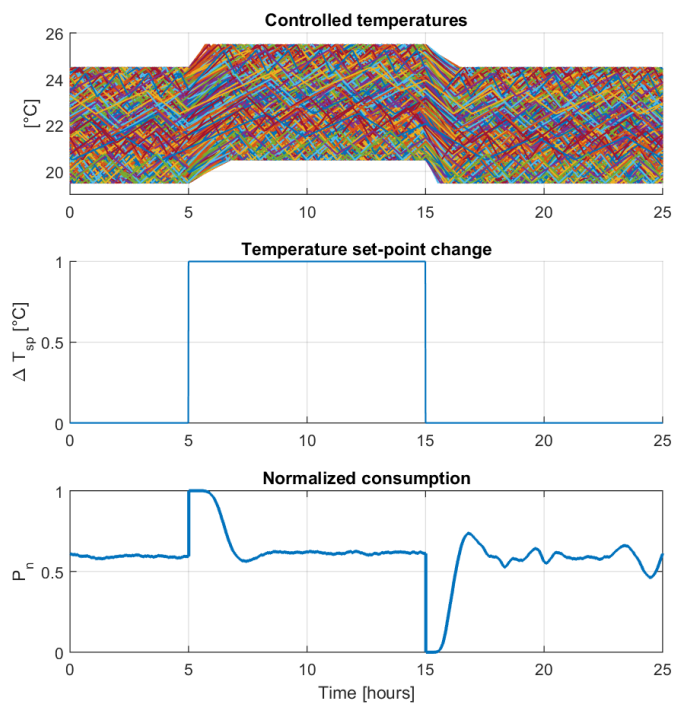 Controlled temperatures
[°C]
26
24
22
20
0 5 10 15 20 25
Temperature set-point change
Δ T_sp [°C]
1
0.5
0
0 5 10 15 20 25
Normalized consumption
P_n
1
0.5
0
0 5 10 15 20 25
Time [hours]